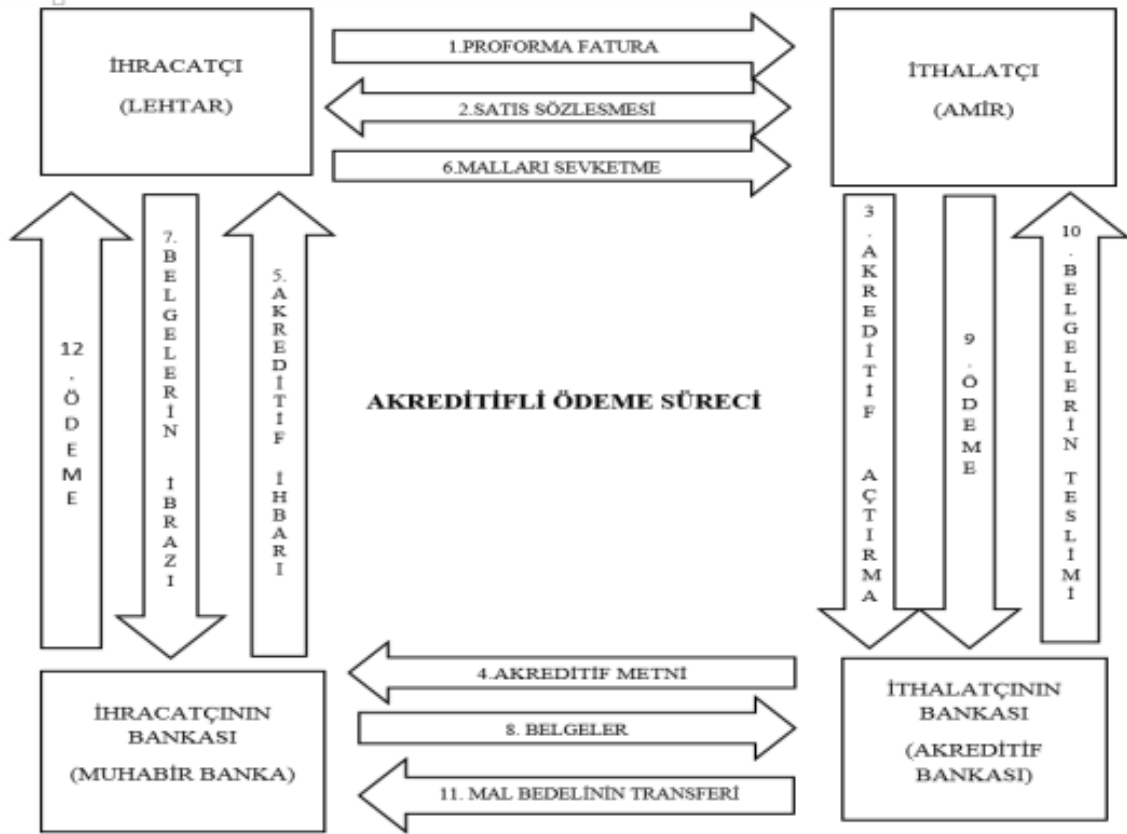 İHRACATÇI
(LEHTAR)
1.PROFORMA FATURA
2.SATIS SÖZLESMESİ
6.MALLARI SEVKETME
İTHALATÇI
(AMİR)
12. ÖDEME
7. BELGELERİN İBRAZI
5. AKREDİTİF İHBARI
AKREDİTİFLİ ÖDEME SÜRECİ
3. AKREDİTİF AÇTIRMA
9. ÖDEME
10. BELGELERİN TESLİMİ
İHRACATÇININ
BANKASI
(MUHABİR BANKA)
4.AKREDİTİF METNİ
8. BELGELER
11. MAL BEDELİNİN TRANSFERİ
İTHALATÇININ
BANKASI
(AKREDİTİF
BANKASI)